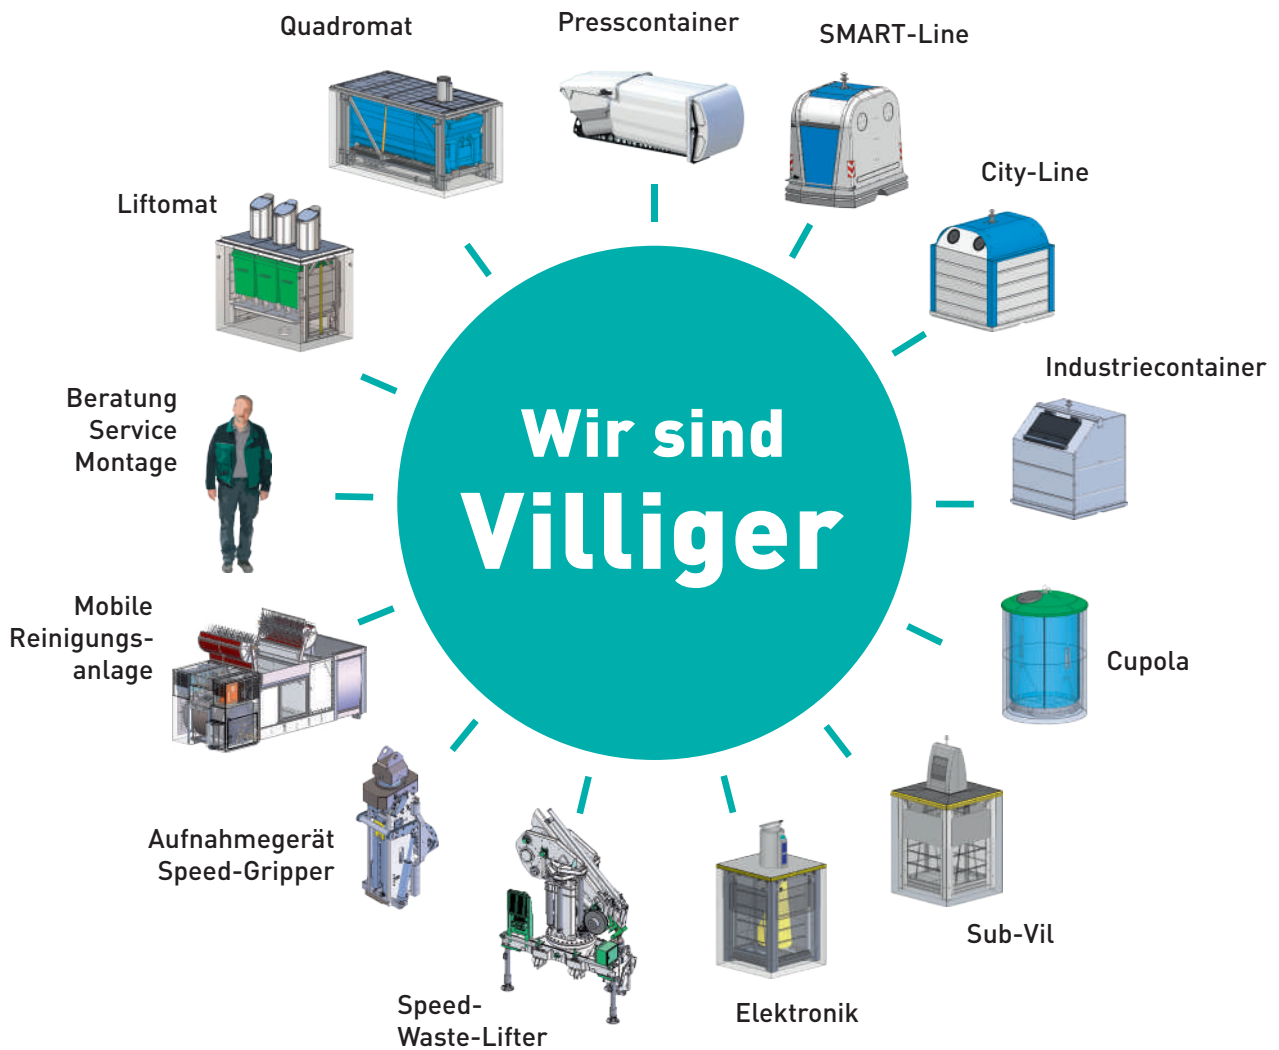 Quadromat
Presscontainer
SMART-Line
City-Line
Liftomat
Industriecontainer
Beratung
Service
Montage
Wir sind
Villiger
Mobile
Reinigungs-
anlage
Cupola
Aufnahmegerät
Speed-Gripper
Sub-Vil
Speed-
Waste-Lifter
Elektronik